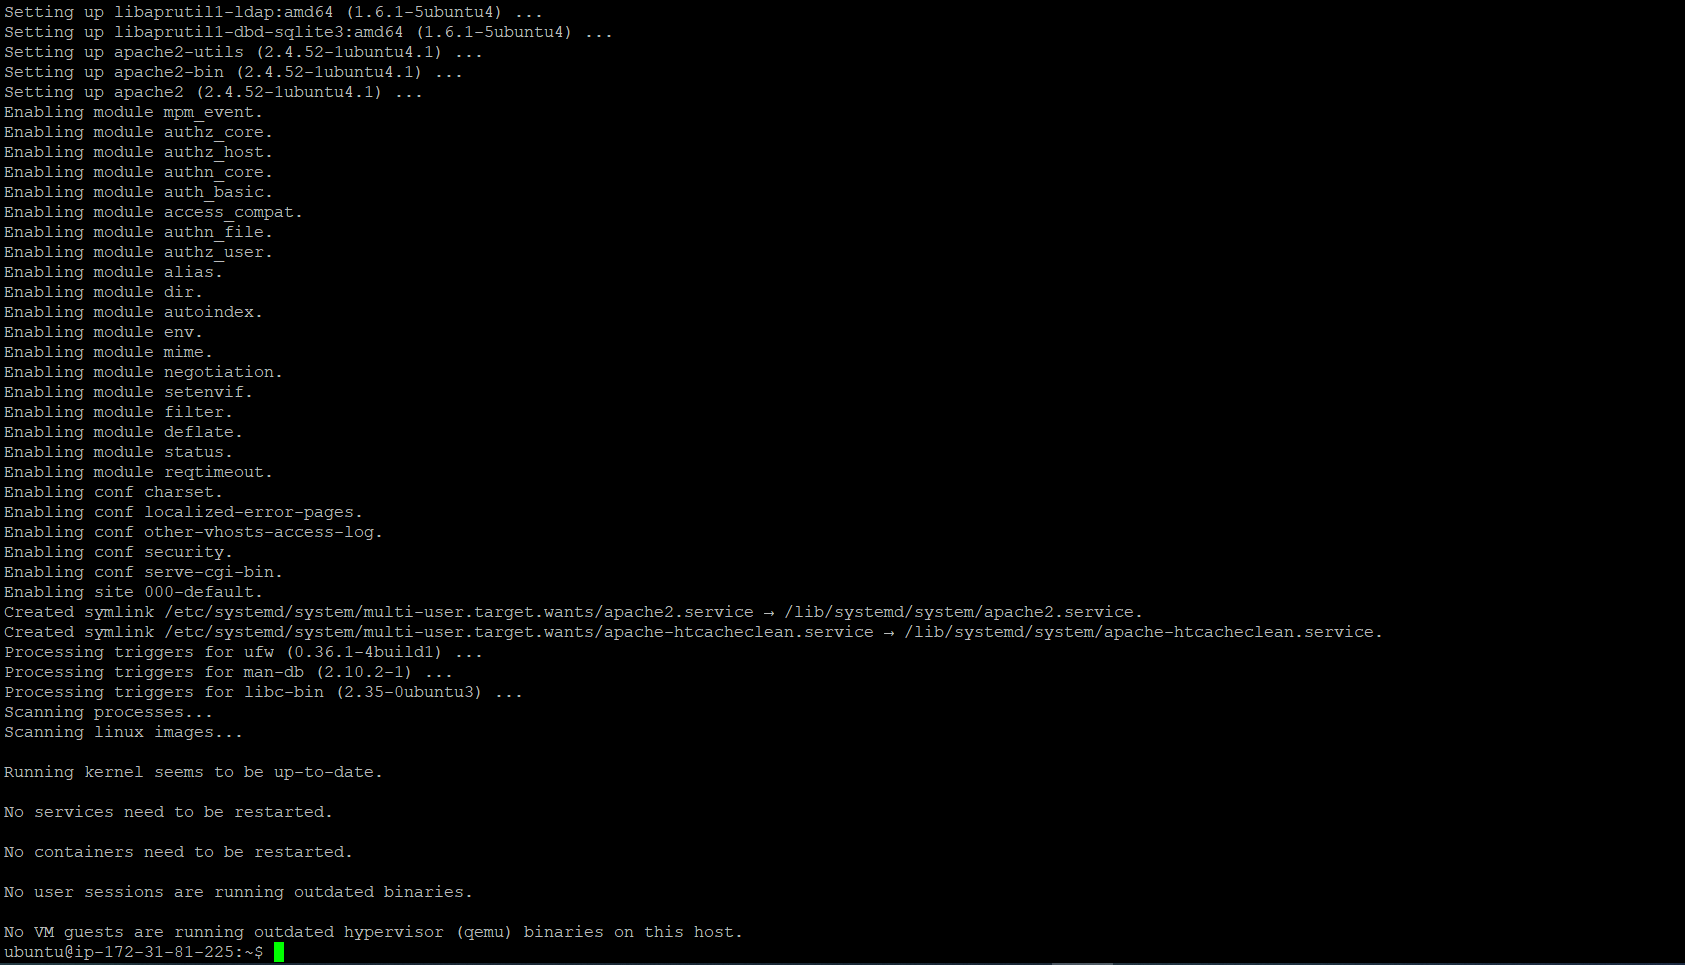 Setting up libaprutil1-ldap:amd64 (1.6.1-5ubuntu4) ...
Setting up libaprutil1-dbd-sqlite3:amd64 (1.6.1-5ubuntu4) ...
Setting up apache2-utils (2.4.52-1ubuntu4.1) ...
Setting up apache2-bin (2.4.52-1ubuntu4.1) ...
Setting up apache2 (2.4.52-1ubuntu4.1) ...
Enabling module mpm_event.
Enabling module authz_core.
Enabling module authz_host.
Enabling module authn_core.
Enabling module auth_basic.
Enabling module access_compat.
Enabling module authn_file.
Enabling module authz_user.
Enabling module alias.
Enabling module dir.
Enabling module autoindex.
Enabling module env.
Enabling module mime.
Enabling module negotiation.
Enabling module setenvif.
Enabling module filter.
Enabling module deflate.
Enabling module status.
Enabling module reqtimeout.
Enabling conf charset.
Enabling conf localized-error-pages.
Enabling conf other-vhosts-access-log.
Enabling conf security.
Enabling conf serve-cgi-bin.
Enabling site 000-default.
Created symlink /etc/systemd/system/multi-user.target.wants/apache2.service → /lib/systemd/system/apache2.service.
Created symlink /etc/systemd/system/multi-user.target.wants/apache-htcacheclean.service → /lib/systemd/system/apache-htcacheclean.service.
Processing triggers for ufw (0.36.1-4build1) ...
Processing triggers for man-db (2.10.2-1) ...
Processing triggers for libc-bin (2.35-0ubuntu3) ...
Scanning processes...
Scanning linux images...
Running kernel seems to be up-to-date.
No services need to be restarted.
No containers need to be restarted.
No user sessions are running outdated binaries.
No VM guests are running outdated hypervisor (qemu) binaries on this host.
ubuntu@ip-172-31-81-225:~$